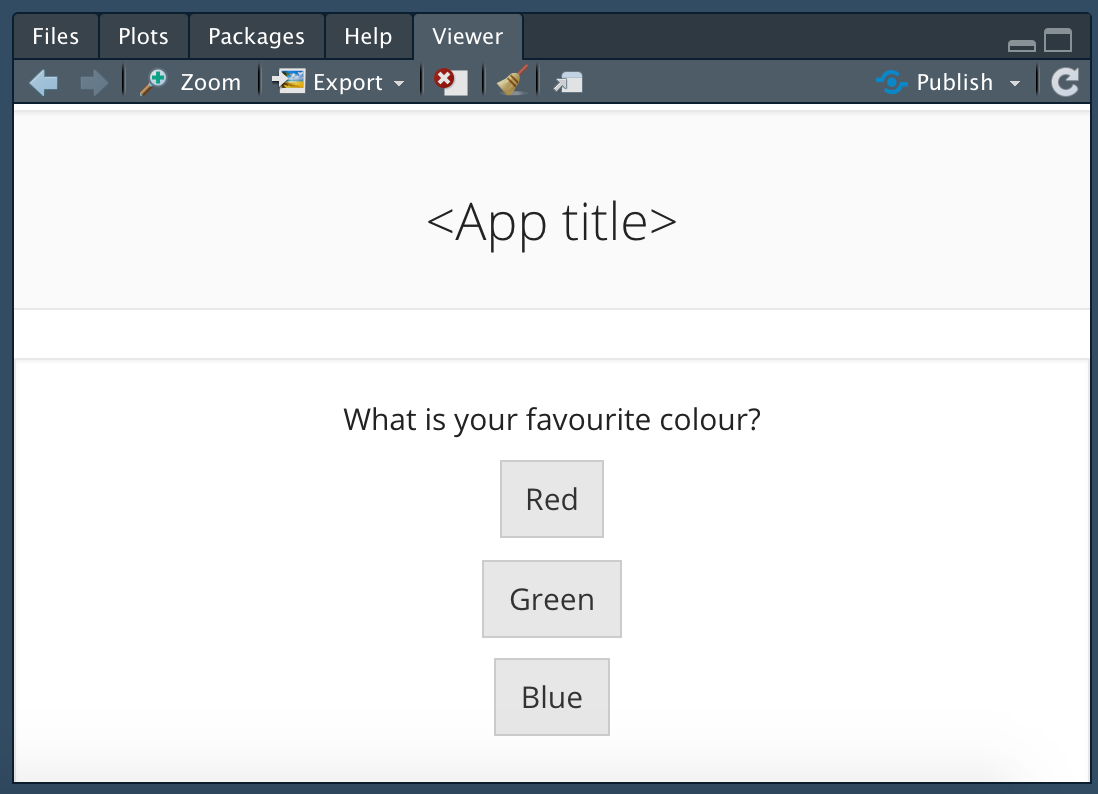 Files Plots Packages Help Viewer
Zoom Export Publish
<App title>
What is your favourite colour?
Red
Green
Blue